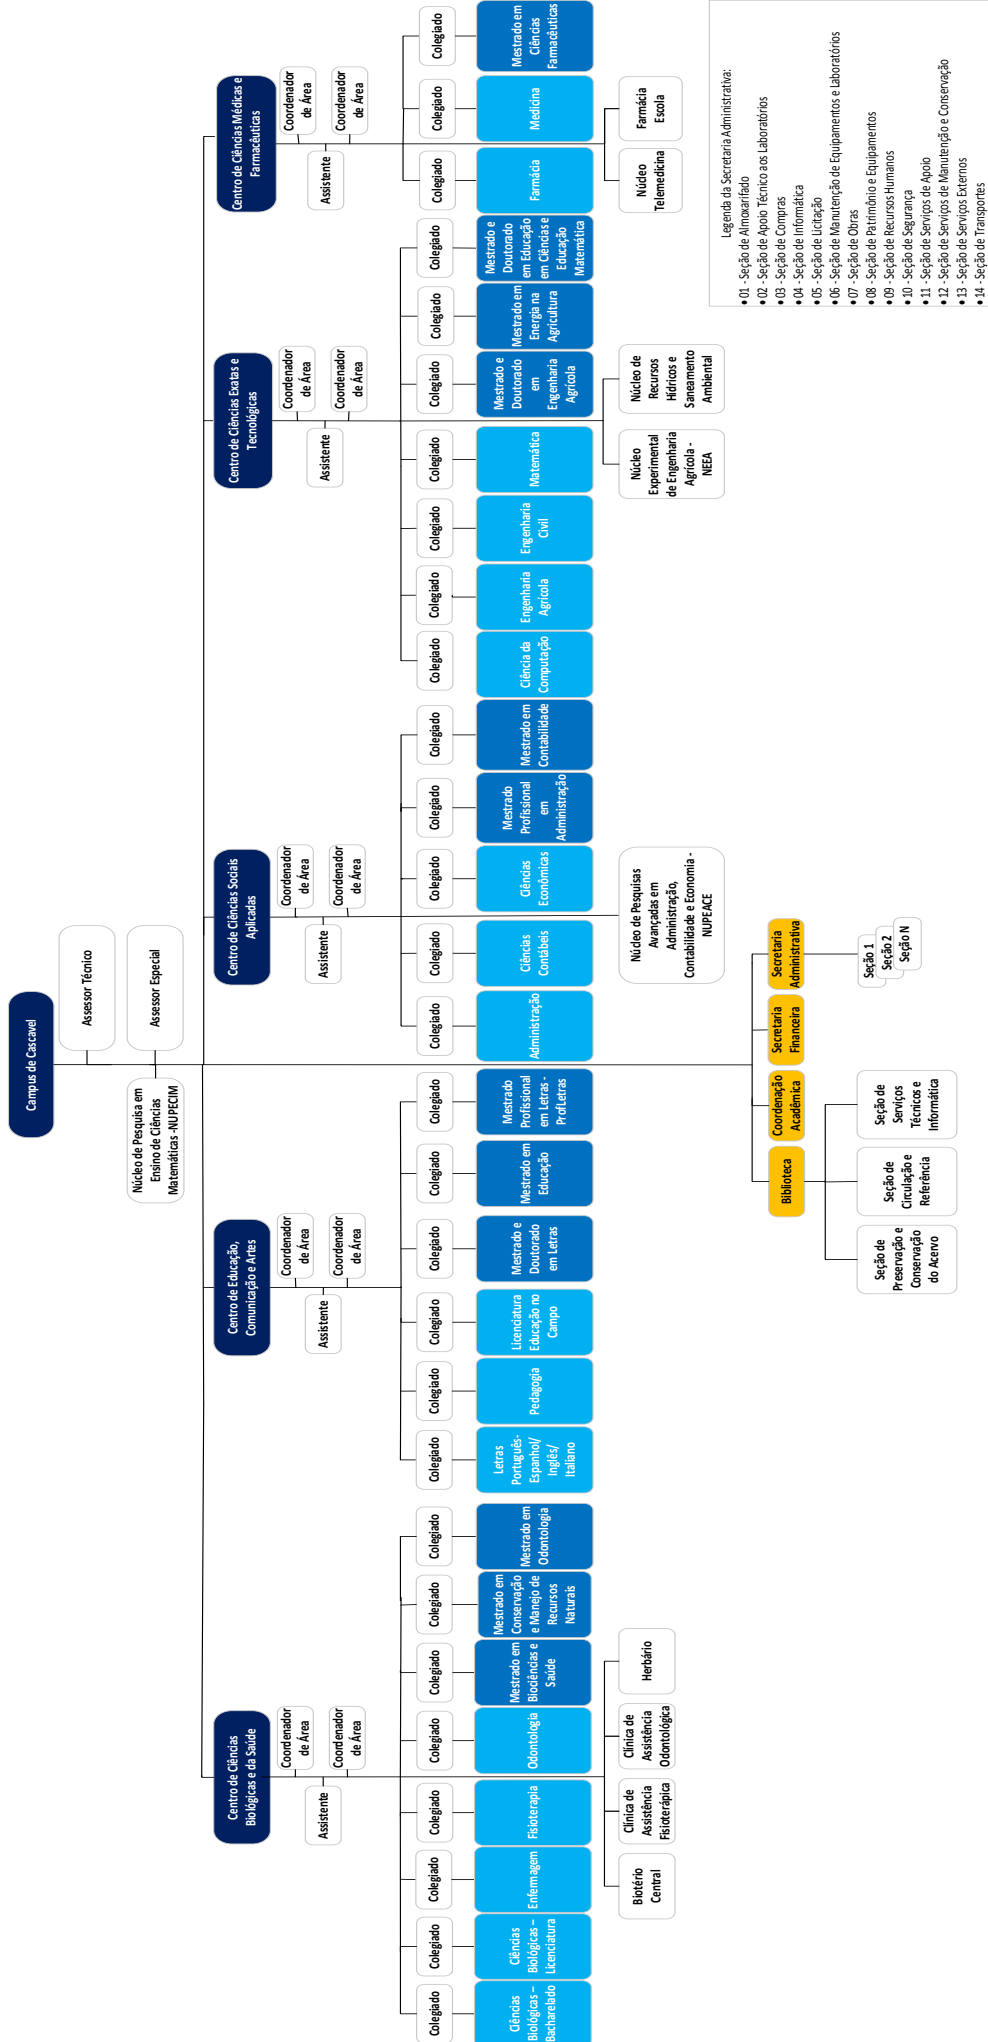 Campus de Cascavel
Assessor Técnico
Assessor Especial
Núcleo de Pesquisa em
Ensino de Ciências
Matemáticas -NUPECIM
Centro de Ciências
Biológicas e da Saúde
Coordenador
de Área
Coordenador
de Área
Assistente
Colegiado
Colegiado
Colegiado
Colegiado
Colegiado
Colegiado
Colegiado
Colegiado
Ciências
Biológicas –
Bacharelado
Ciências
Biológicas –
Licenciatura
Enfermagem
Fisioterapia
Odontologia
Mestrado em
Biociências e
Saúde
Mestrado em
Conservação
e Manejo de
Recursos
Naturais
Mestrado em
Odontologia
Biotério
Central
Clínica de
Assistência
Fisioterápica
Clínica de
Assistência
Odontológica
Herbário
Centro de Educação,
Comunicação e Artes
Coordenador
de Área
Coordenador
de Área
Assistente
Colegiado
Colegiado
Colegiado
Colegiado
Colegiado
Colegiado
Letras
Português-
Espanhol/
Inglês/
Italiano
Pedagogia
Licenciatura
Educação no
Campo
Mestrado e
Doutorado
em Letras
Mestrado em
Educação
Mestrado
Profissional
em Letras -
ProfLetras
Centro de Ciências Sociais
Aplicadas
Coordenador
de Área
Coordenador
de Área
Assistente
Colegiado
Colegiado
Colegiado
Colegiado
Colegiado
Administração
Ciências
Contábeis
Ciências
Econômicas
Mestrado
Profissional
em
Administração
Mestrado em
Contabilidade
Núcleo de Pesquisas
Avançadas em
Administração,
Contabilidade e Economia -
NUPEACE
Centro de Ciências Exatas e
Tecnológicas
Coordenador
de Área
Coordenador
de Área
Assistente
Colegiado
Colegiado
Colegiado
Colegiado
Colegiado
Colegiado
Colegiado
Ciência da
Computação
Engenharia
Agrícola
Engenharia
Civil
Matemática
Mestrado e
Doutorado
em
Engenharia
Agrícola
Mestrado em
Energia na
Agricultura
Mestrado e
Doutorado
em Educação
em Ciências e
Educação
Matemática
Núcleo
Experimental
de Engenharia
Agrícola -
NEEA
Núcleo de
Recursos
Hídricos e
Saneamento
Ambiental
Centro de Ciências Médicas e
Farmacêuticas
Coordenador
de Área
Coordenador
de Área
Assistente
Colegiado
Colegiado
Colegiado
Farmácia
Medicina
Mestrado em
Ciências
Farmacêuticas
Núcleo
Telemedicina
Farmácia
Escola
Biblioteca
Coordenação
Acadêmica
Secretaria
Financeira
Secretaria
Administrativa
Seção de
Preservação e
Conservação
do Acervo
Seção de
Circulação e
Referência
Seção de
Serviços
Técnicos e
Informática
Seção 1
Seção 2
Seção N
Legenda da Secretaria Administrativa:
• 01 - Seção de Almoxarifado
• 02 - Seção de Apoio Técnico aos Laboratórios
• 03 - Seção de Compras
• 04 - Seção de Informática
• 05 - Seção de Licitação
• 06 - Seção de Manutenção de Equipamentos e Laboratórios
• 07 - Seção de Obras
• 08 - Seção de Patrimônio e Equipamentos
• 09 - Seção de Recursos Humanos
• 10 - Seção de Segurança
• 11 - Seção de Serviços de Apoio
• 12 - Seção de Serviços de Manutenção e Conservação
• 13 - Seção de Serviços Externos
• 14 - Seção de Transportes